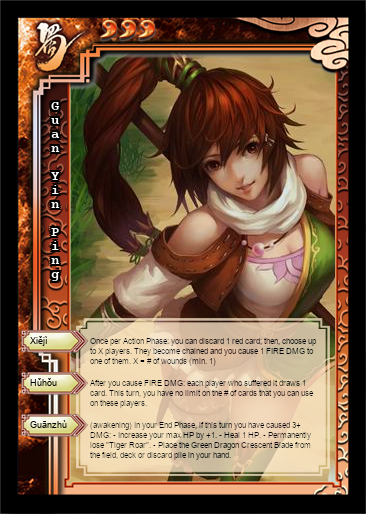 蜀
Guan Yin Ping
Xiějì
Once per Action Phase: you can discard 1 red card; then, choose up
to X players. They become chained and you cause 1 FIRE DMG to
one of them. X = # of wounds (min. 1)
Hǔhǒu
After you cause FIRE DMG: each player who suffered it draws 1
card. This turn, you have no limit on the # of cards that you can use
on these players.
Guānzhú
(awakening) In your End Phase, if this turn you have caused 3+
DMG: - Increase your max HP by +1. - Heal 1 HP. - Permanently
lose "Tiger Roar". - Place the Green Dragon Crescent Blade from
the field, deck or discard pile in your hand.